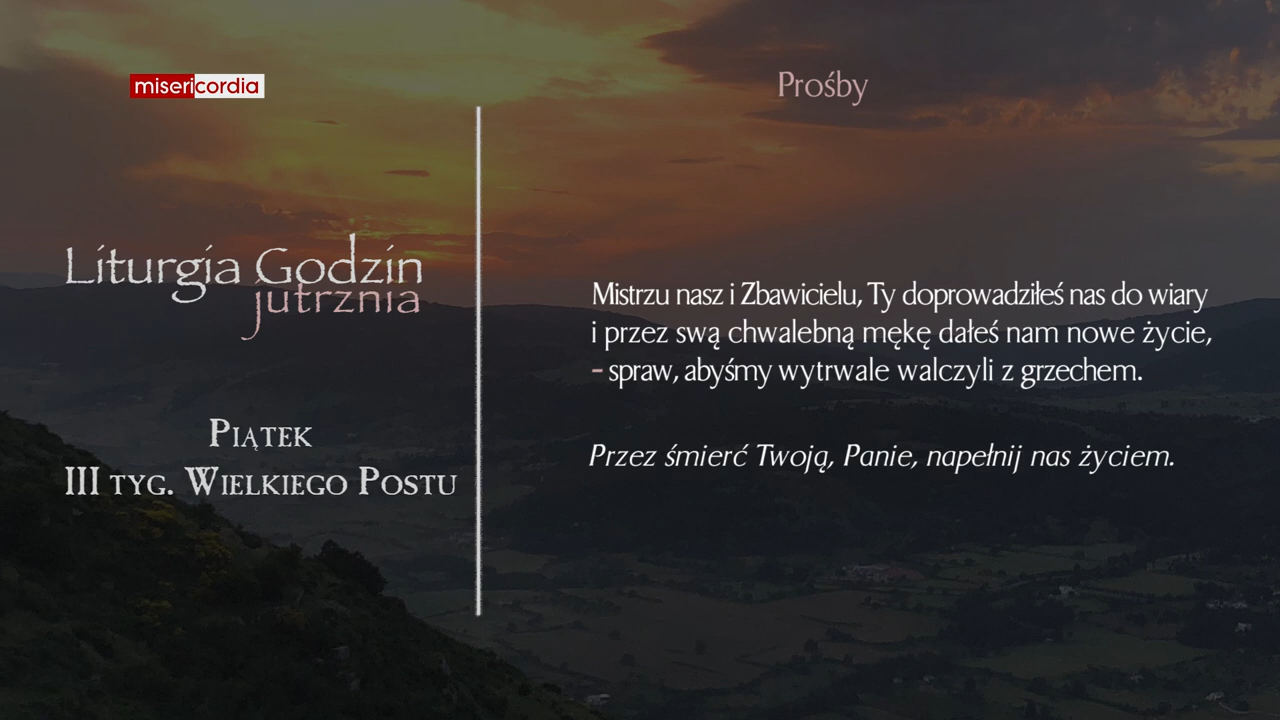 misericordia
Liturgia Godzin
jutrznia
Piątek
III tyg. Wielkiego Postu
Prośby
Mistrzu nasz i Zbawicielu, Ty doprowadziłeś nas do wiary
i przez swą chwalebną mękę dałeś nam nowe życie,
- spraw, abyśmy wytrwale walczyli z grzechem.
Przez śmierć Twoją, Panie, napełnij nas życiem.